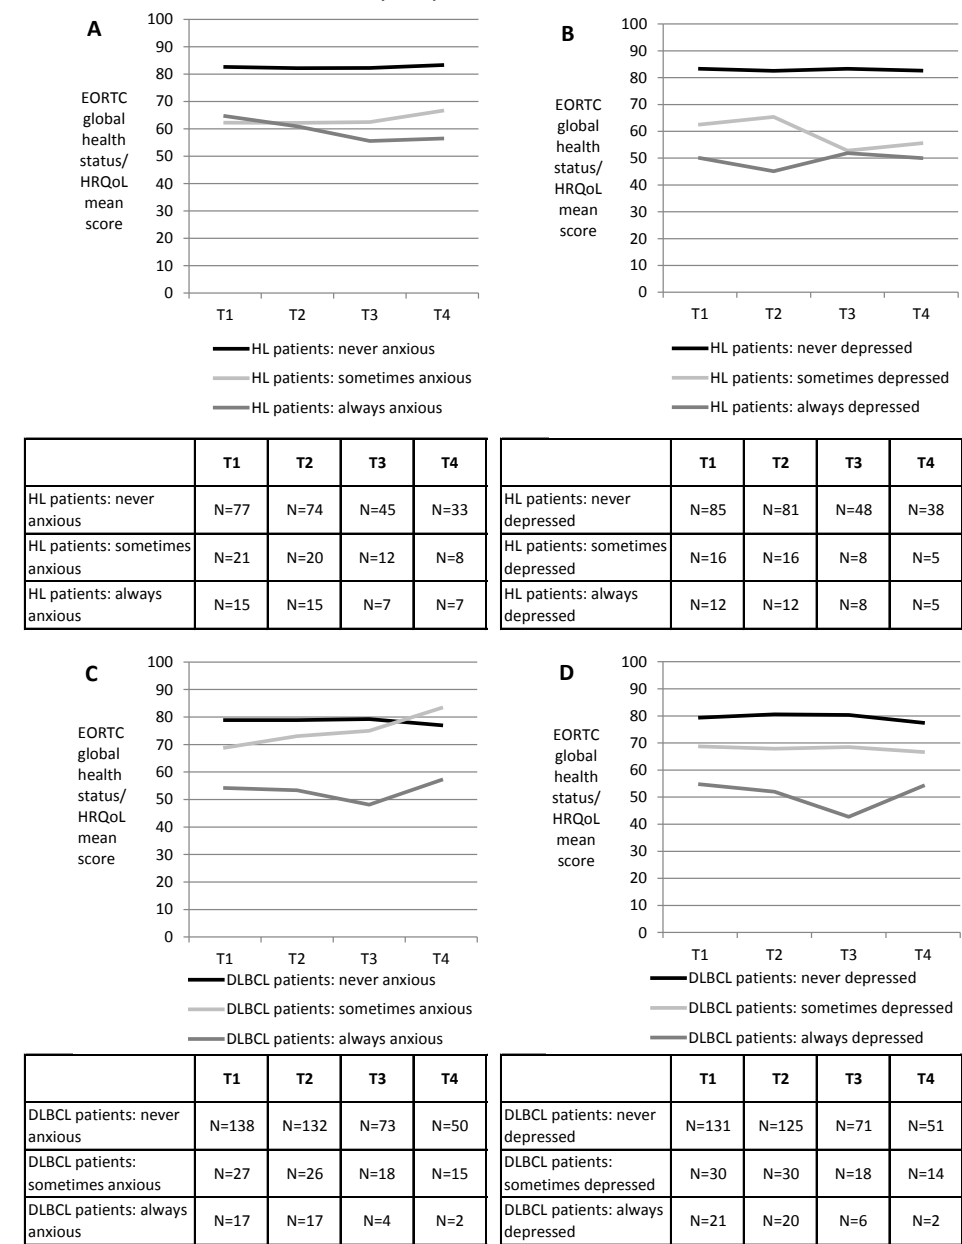 A
EORTC
global
health
status/
HRQoL
mean
score
100
90
80
70
60
50
40
30
20
10
0
T1 T2 T3 T4
HL patients: never anxious
HL patients: sometimes anxious
HL patients: always anxious
B
EORTC
global
health
status/
HRQoL
mean
score
100
90
80
70
60
50
40
30
20
10
0
T1 T2 T3 T4
HL patients: never depressed
HL patients: sometimes depressed
HL patients: always depressed
T1 T2 T3 T4
HL patients: never
anxious N=77 N=74 N=45 N=33
HL patients: sometimes
anxious N=21 N=20 N=12 N=8
HL patients: always
anxious N=15 N=15 N=7 N=7
T1 T2 T3 T4
HL patients: never
depressed N=85 N=81 N=48 N=38
HL patients: sometimes
depressed N=16 N=16 N=8 N=5
HL patients: always
depressed N=12 N=12 N=8 N=5
C
EORTC
global
health
status/
HRQoL
mean
score
100
90
80
70
60
50
40
30
20
10
0
T1 T2 T3 T4
DLBCL patients: never anxious
DLBCL patients: sometimes anxious
DLBCL patients: always anxious
D
EORTC
global
health
status/
HRQoL
mean
score
100
90
80
70
60
50
40
30
20
10
0
T1 T2 T3 T4
DLBCL patients: never depressed
DLBCL patients: sometimes depressed
DLBCL patients: always depressed
T1 T2 T3 T4
DLBCL patients: never
anxious N=138 N=132 N=73 N=50
DLBCL patients:
sometimes anxious N=27 N=26 N=18 N=15
DLBCL patients: always
anxious N=17 N=17 N=4 N=2
T1 T2 T3 T4
DLBCL patients: never
depressed N=131 N=125 N=71 N=51
DLBCL patients:
sometimes depressed N=30 N=30 N=18 N=14
DLBCL patients: always
depressed N=21 N=20 N=6 N=2